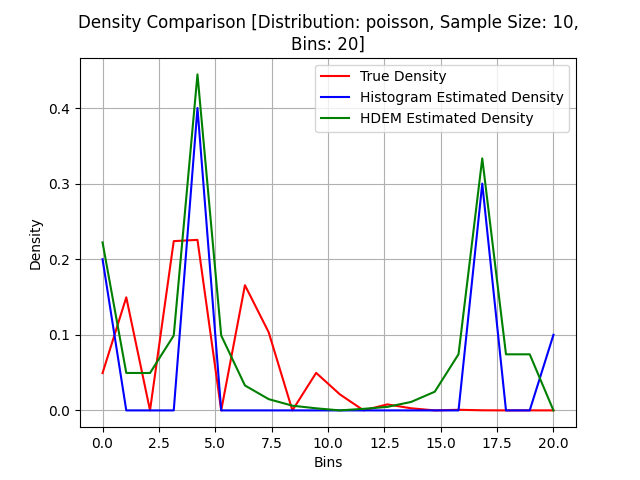 Density Comparison [Distribution: poisson, Sample Size: 10,
Bins: 20]
True Density
Histogram Estimated Density
HDEM Estimated Density
Density
0.4
0.3
0.2
0.1
0.0
0.0 2.5 5.0 7.5 10.0 12.5 15.0 17.5 20.0
Bins